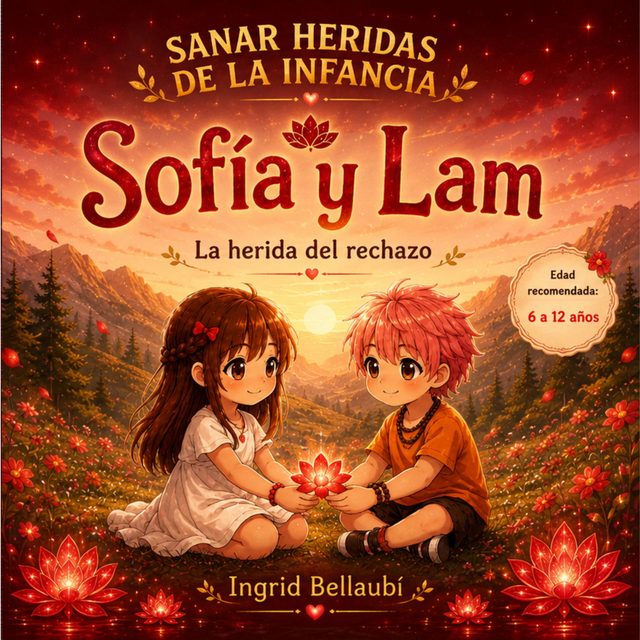 SANAR HERIDAS
DE LA INFANCIA
Sofía y Lam
La herida del rechazo
Edad
recomendada:
6 a 12 años
Ingrid Bellaubí